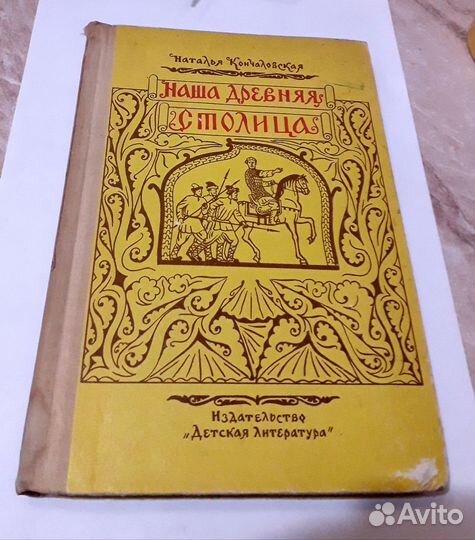 Наталья Кончаловская
НАША ДРЕВНЯЯ
СТОЛИЦА
Издательство
„Детская литература"
Avito